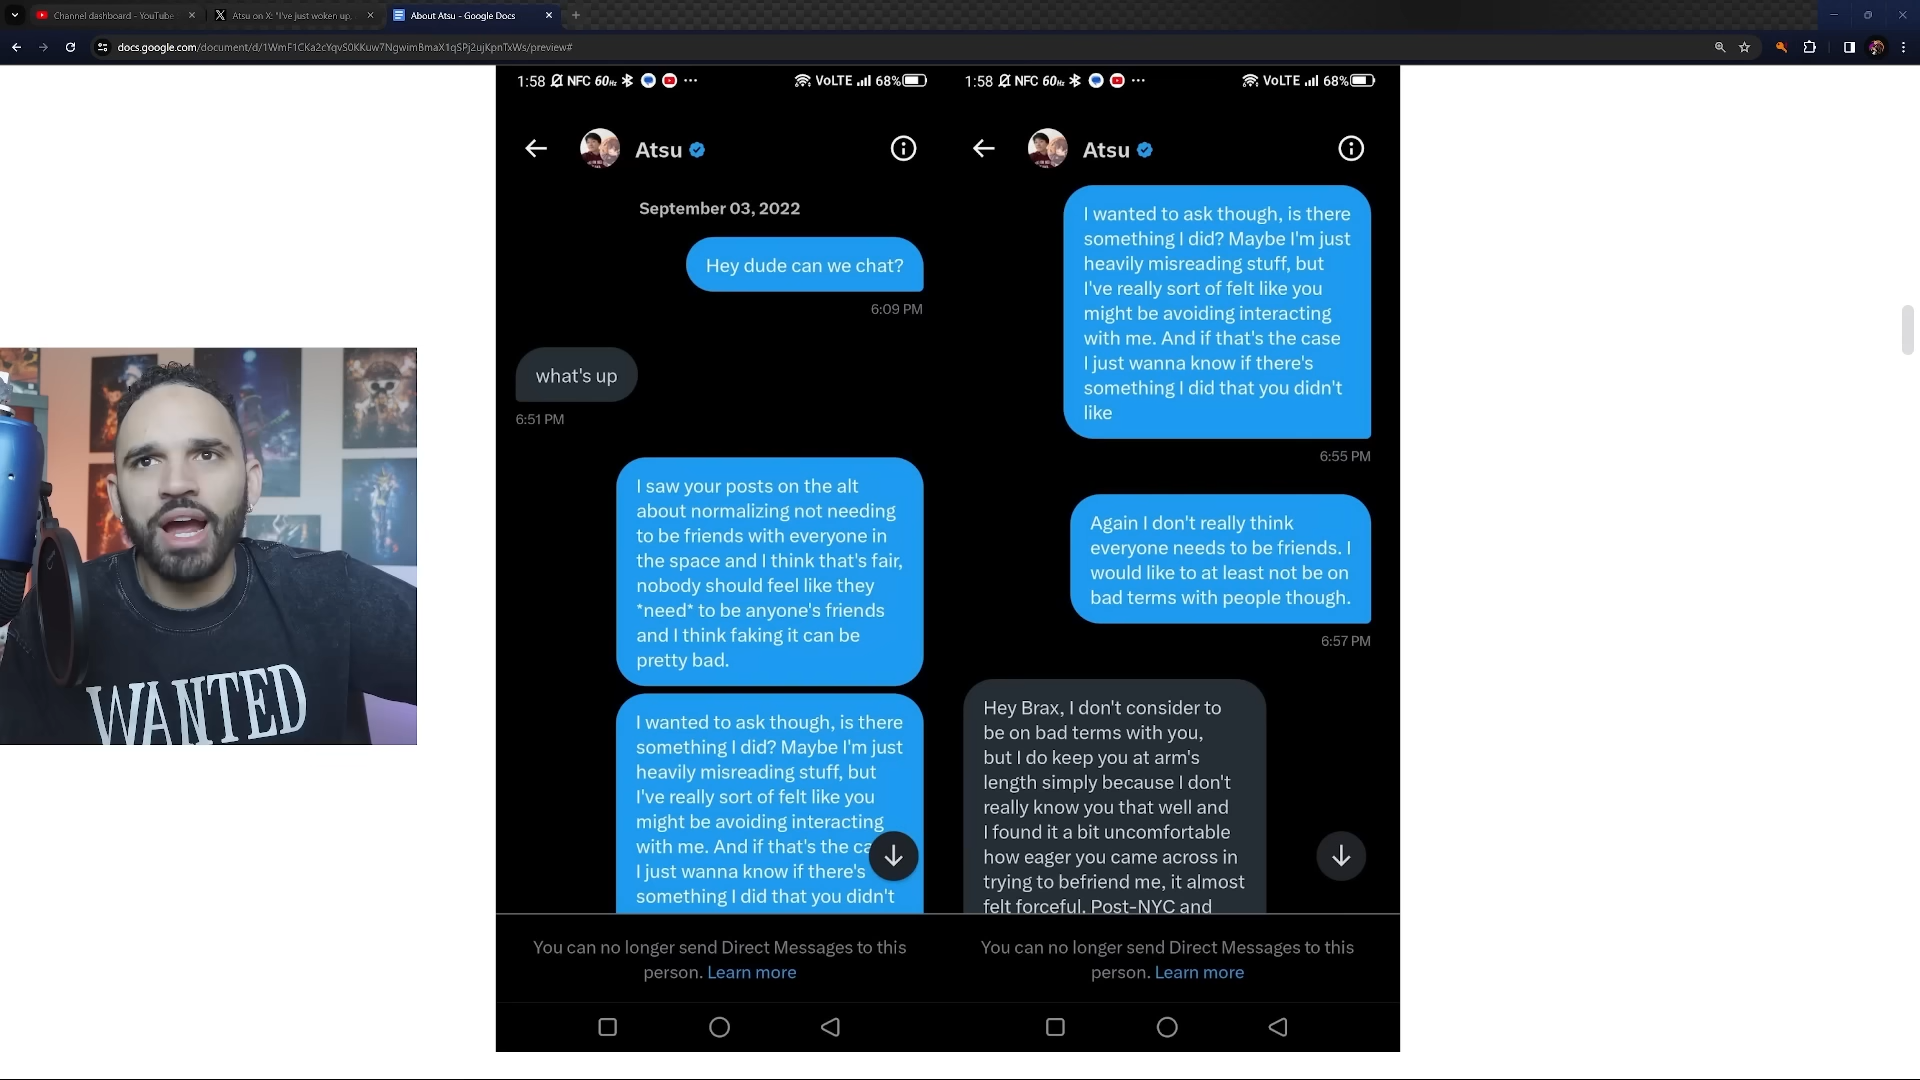 Channel dashboard - YouTube
Atsu on X: "I've just woken up,
About Atsu - Google Docs
docs.google.com/document/d/1WmF1CKa2cYqvS0KKuw7NgwimBmaX1qSPj2ujKpnTxWs/preview#
1:58 NFC 60Hz ... VoLTE 68%
Atsu
September 03, 2022
Hey dude can we chat?
6:09 PM
what's up
6:51 PM
I saw your posts on the alt
about normalizing not needing
to be friends with everyone in
the space and I think that's fair,
nobody should feel like they
*need* to be anyone's friends
and I think faking it can be
pretty bad.
I wanted to ask though, is there
something I did? Maybe I'm just
heavily misreading stuff, but
I've really sort of felt like you
might be avoiding interacting
with me. And if that's the ca
I just wanna know if there's
something I did that you didn't
You can no longer send Direct Messages to this
person. Learn more
1:58 NFC 60Hz ... VoLTE 68%
Atsu
I wanted to ask though, is there
something I did? Maybe I'm just
heavily misreading stuff, but
I've really sort of felt like you
might be avoiding interacting
with me. And if that's the case
I just wanna know if there's
something I did that you didn't
like
6:55 PM
Again I don't really think
everyone needs to be friends. I
would like to at least not be on
bad terms with people though.
6:57 PM
Hey Brax, I don't consider to
be on bad terms with you,
but I do keep you at arm's
length simply because I don't
really know you that well and
I found it a bit uncomfortable
how eager you came across in
trying to befriend me, it almost
felt forceful. Post-NYC and
You can no longer send Direct Messages to this
person. Learn more
WANTED